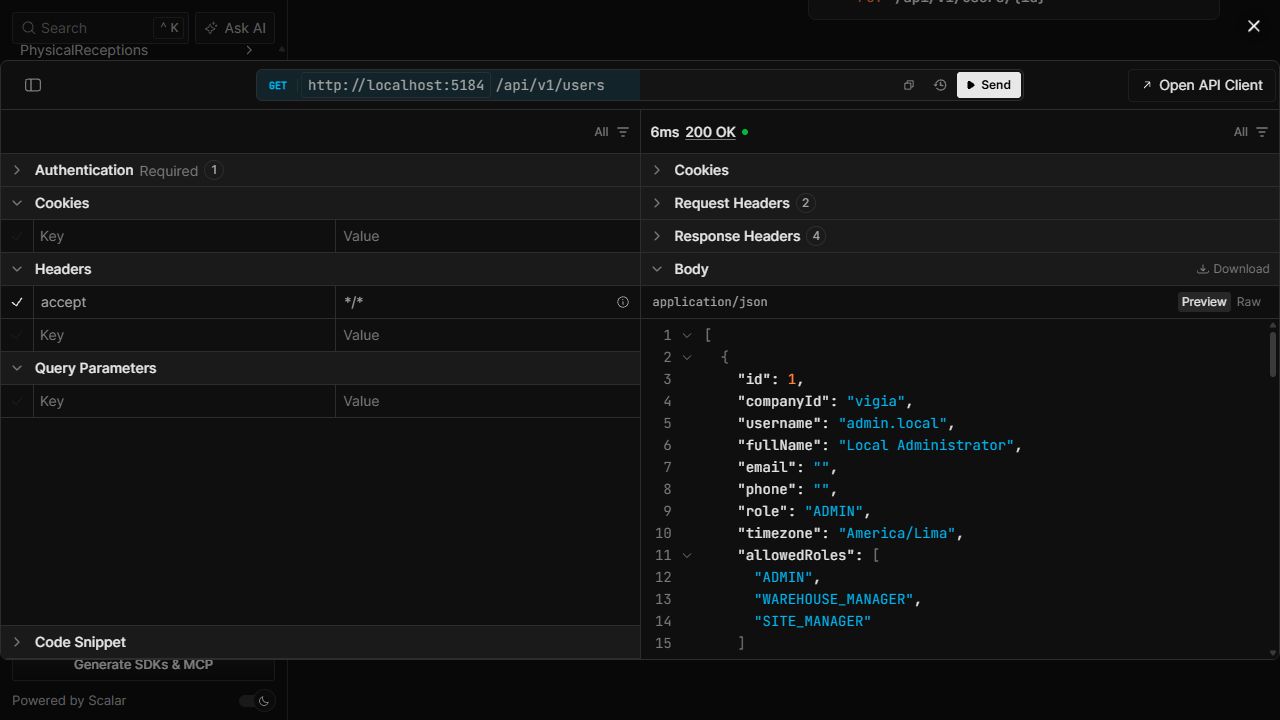 Search
^ K
Ask AI
PhysicalReceptions
GET http://localhost:5184 /api/v1/users
Send
Open API Client
All
6ms 200 OK
All
Authentication Required 1
Cookies
Key Value
Headers
accept */*
Key Value
Query Parameters
Key Value
Code Snippet
Cookies
Request Headers 2
Response Headers 4
Body
Download
application/json
Preview Raw
1 [
2 {
3 "id": 1,
4 "companyId": "vigia",
5 "username": "admin.local",
6 "fullName": "Local Administrator",
7 "email": "",
8 "phone": "",
9 "role": "ADMIN",
10 "timezone": "America/Lima",
11 "allowedRoles": [
12 "ADMIN",
13 "WAREHOUSE_MANAGER",
14 "SITE_MANAGER"
15 ]
Generate SDKs & MCP
Powered by Scalar